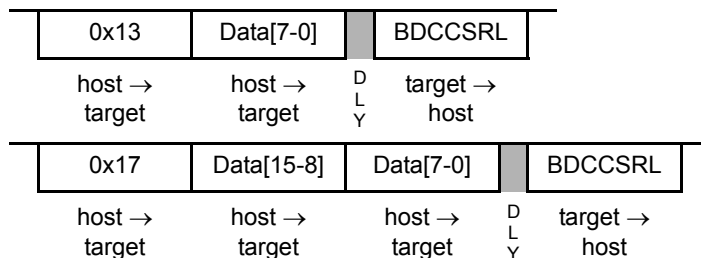 0x13 Data[7-0] BDCCSRL
host → target host → target D L Y target → host
0x17 Data[15-8] Data[7-0] BDCCSRL
host → target host → target host → target D L Y target → host